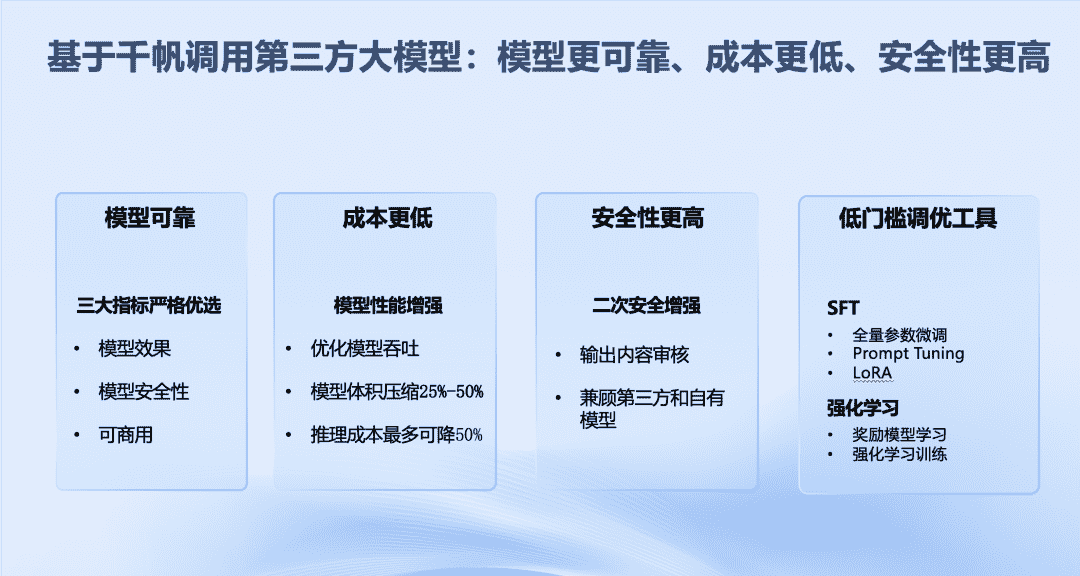 基于千帆调用第三方大模型：模型更可靠、成本更低、安全性更高
模型可靠
三大指标严格优选
• 模型效果
• 模型安全性
• 可商用
成本更低
模型性能增强
• 优化模型吞吐
• 模型体积压缩25%-50%
• 推理成本最多可降50%
安全性更高
二次安全增强
• 输出内容审核
• 兼顾第三方和自有
模型
低门槛调优工具
SFT
• 全量参数微调
• Prompt Tuning
• LoRA
强化学习
• 奖励模型学习
• 强化学习训练